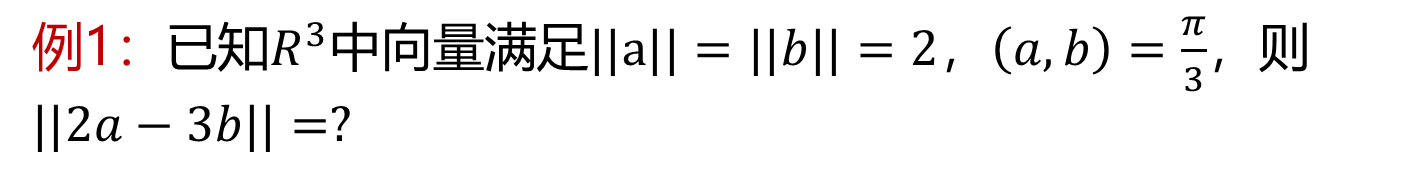 例1：已知R³中向量满足||a|| = ||b|| = 2，(a, b) = π/3，则
||2a − 3b|| =?